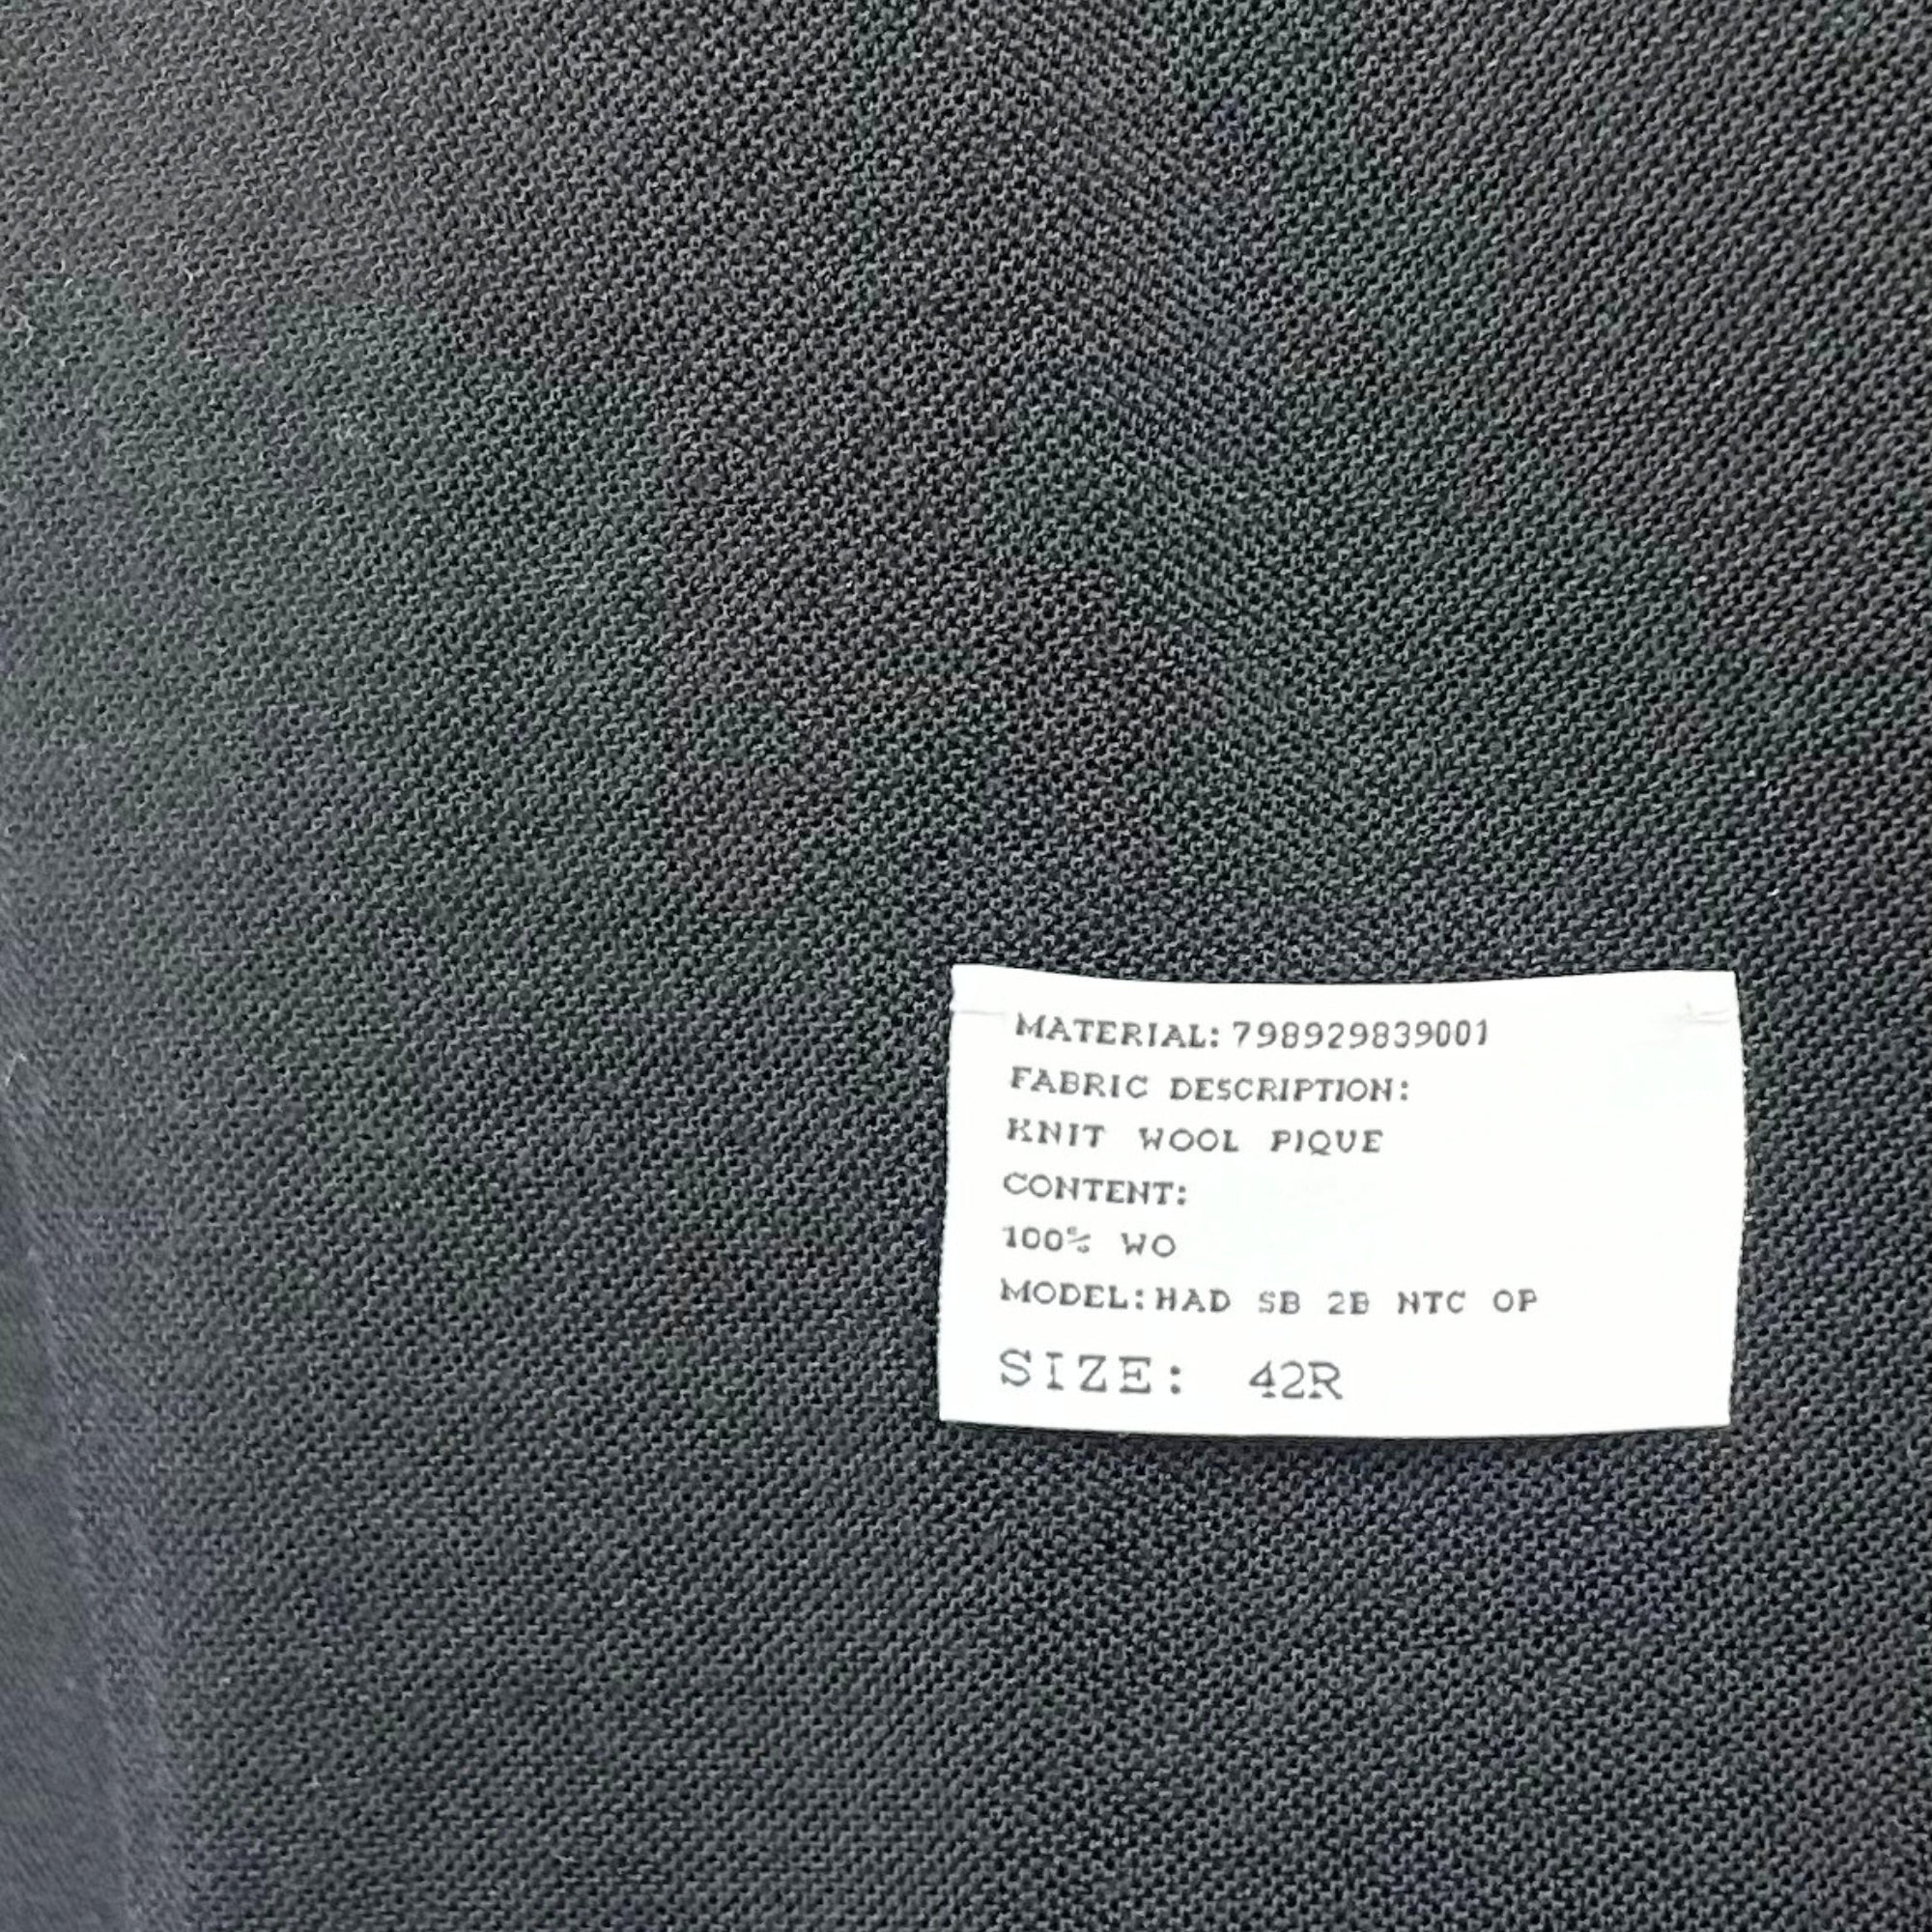 MATERIAL:798929839001
FABRIC DESCRIPTION:
KNIT WOOL PIQUE
CONTENT:
100% WO
MODEL:HAD SB 2B NTC OP
SIZE: 42R